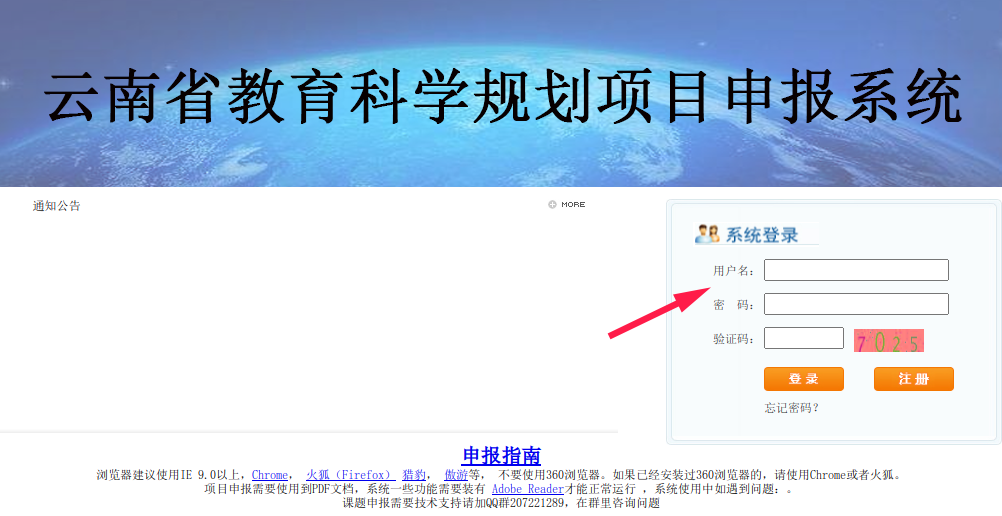 云南省教育科学规划项目申报系统
通知公告
MORE
系统登录
用户名：
密 码：
验证码：
7025
登录
注册
忘记密码？
申报指南
浏览器建议使用IE 9.0以上，Chrome， 火狐（Firefox） 猎豹， 傲游等， 不要使用360浏览器。如果已经安装过360浏览器的，请使用Chrome或者火狐。
项目申报需要使用到PDF文档，系统一些功能需要装有 Adobe Reader才能正常运行 ，系统使用中如遇到问题：。
课题申报需要技术支持请加QQ群207221289，在群里咨询问题